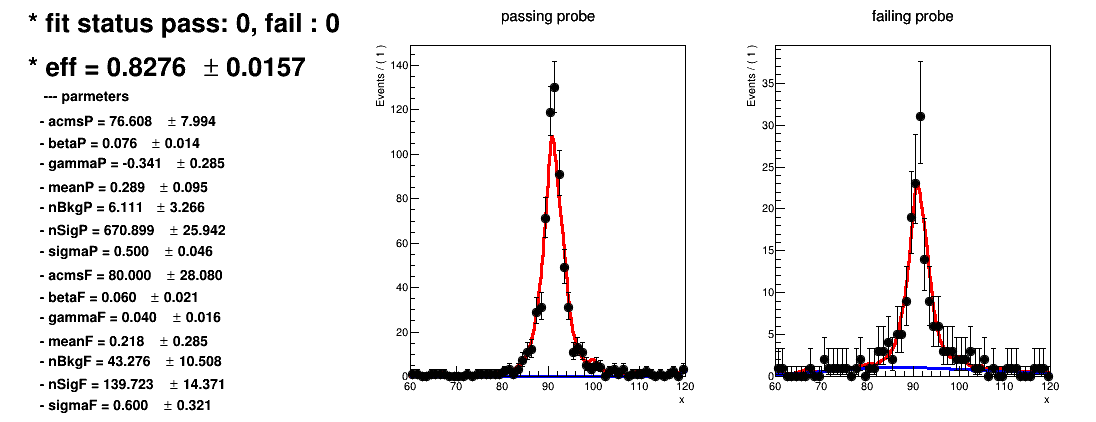 * fit status pass: 0, fail : 0
* eff = 0.8276 ± 0.0157
--- parmeters
- acmsP = 76.608 ± 7.994
- betaP = 0.076 ± 0.014
- gammaP = -0.341 ± 0.285
- meanP = 0.289 ± 0.095
- nBkgP = 6.111 ± 3.266
- nSigP = 670.899 ± 25.942
- sigmaP = 0.500 ± 0.046
- acmsF = 80.000 ± 28.080
- betaF = 0.060 ± 0.021
- gammaF = 0.040 ± 0.016
- meanF = 0.218 ± 0.285
- nBkgF = 43.276 ± 10.508
- nSigF = 139.723 ± 14.371
- sigmaF = 0.600 ± 0.321
passing probe
Events / ( 1 )
140
120
100
80
60
40
20
0
60 70 80 90 100 110 120
x
failing probe
Events / ( 1 )
35
30
25
20
15
10
5
0
60 70 80 90 100 110 120
x